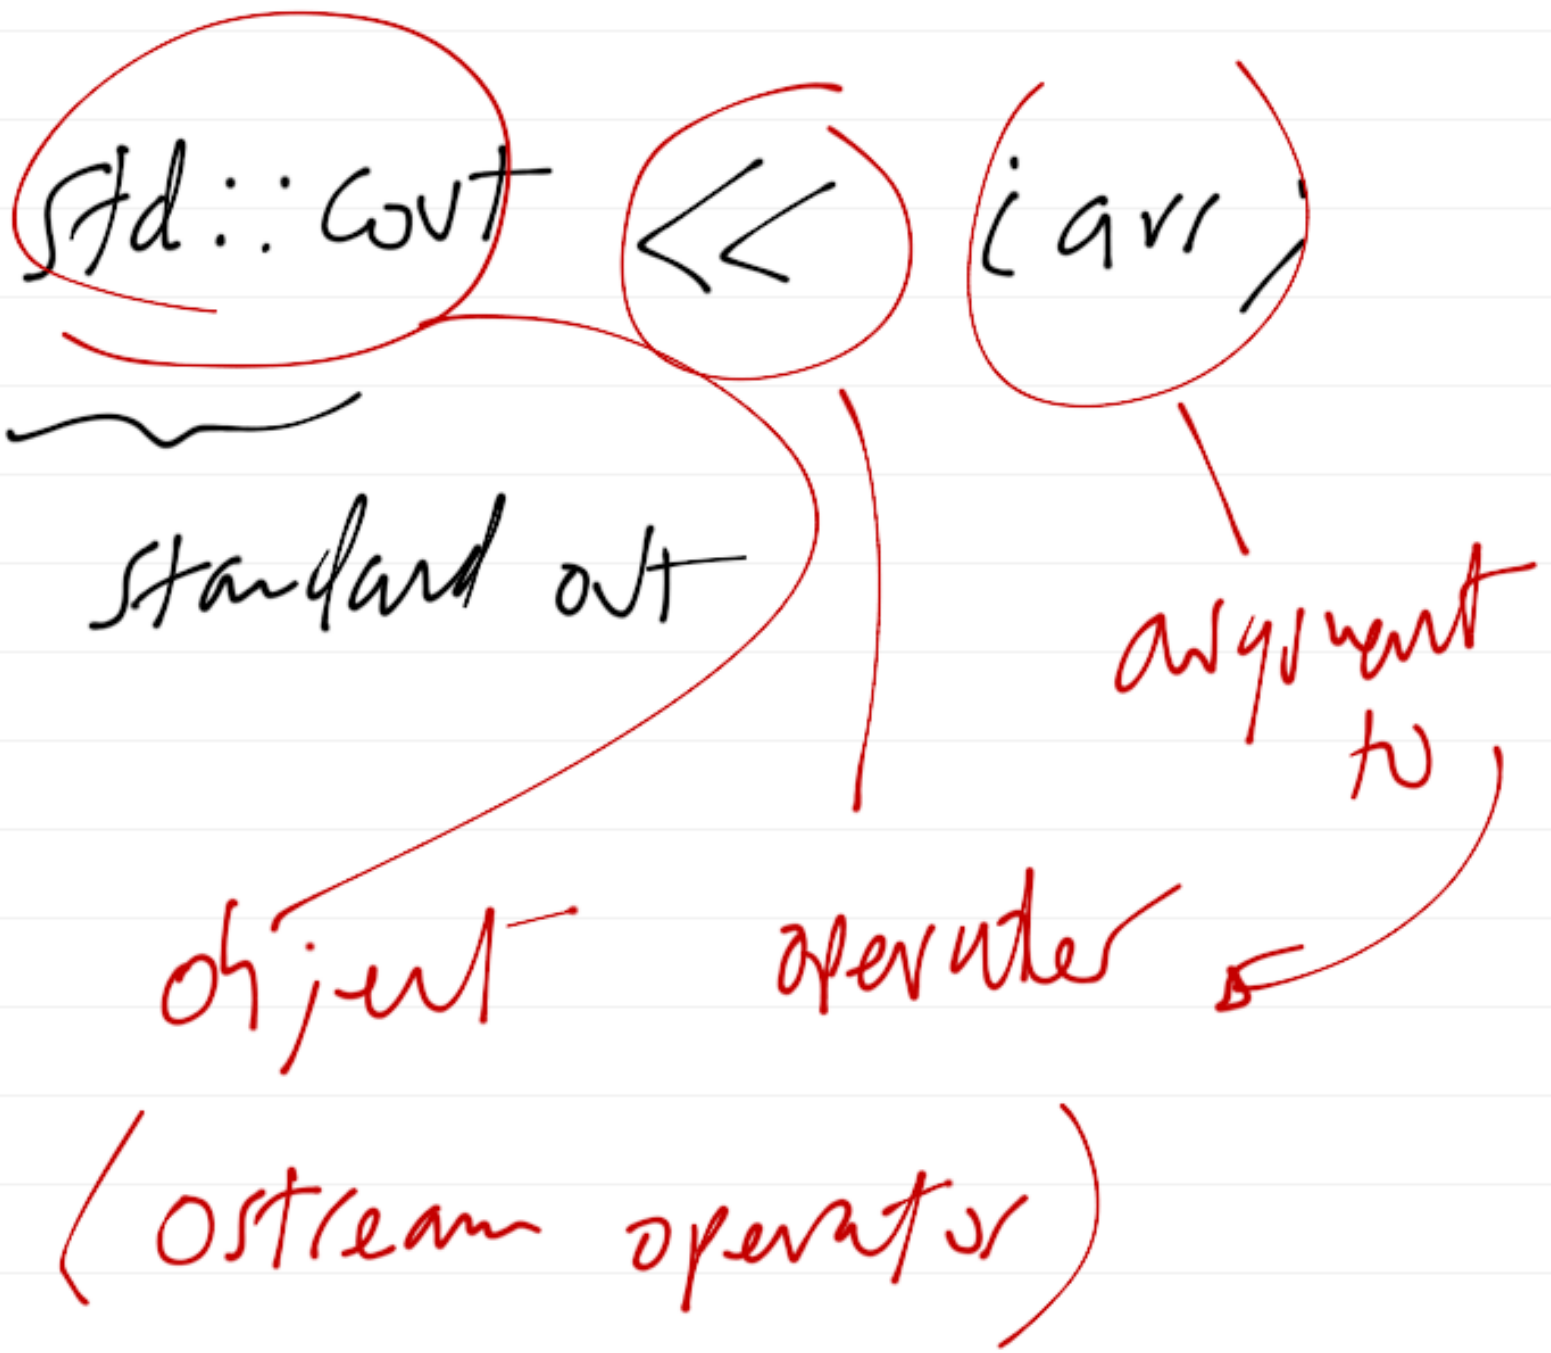 std::cout << iarr;
standard out
argument
to
object operator
(ostream operator)